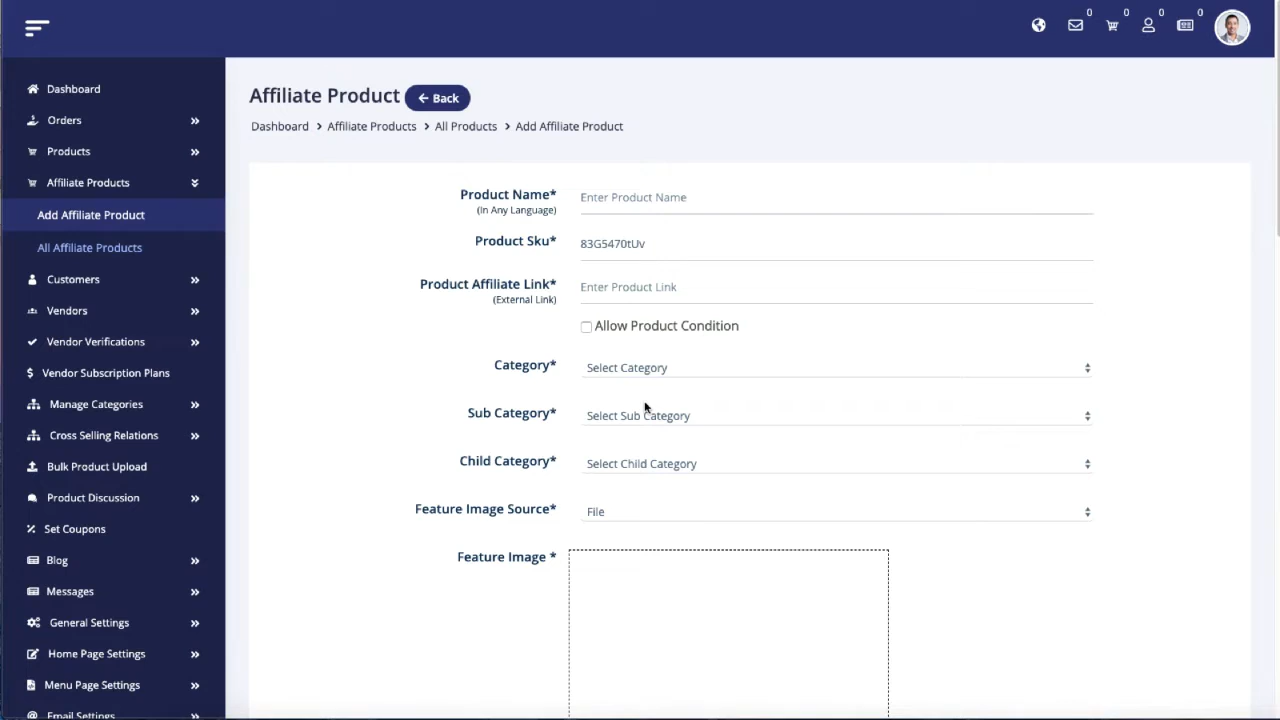 0 0 0 0
Affiliate Product
Back
Dashboard > Affiliate Products > All Products > Add Affiliate Product
Dashboard
Orders
Products
Affiliate Products
Add Affiliate Product
All Affiliate Products
Customers
Vendors
Vendor Verifications
Vendor Subscription Plans
Manage Categories
Cross Selling Relations
Bulk Product Upload
Product Discussion
Set Coupons
Blog
Messages
General Settings
Home Page Settings
Menu Page Settings
Email Settings
Product Name*
(In Any Language)
Enter Product Name
Product Sku*
83G5470tUv
Product Affiliate Link*
(External Link)
Enter Product Link
Allow Product Condition
Category*
Select Category
Sub Category*
Select Sub Category
Child Category*
Select Child Category
Feature Image Source*
File
Feature Image *